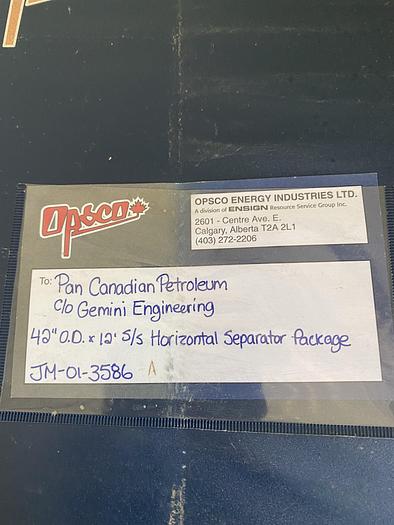 OPSCO
OPSCO ENERGY INDUSTRIES LTD.
A division of ENSIGN Resource Service Group Inc.
2601 - Centre Ave. E.
Calgary, Alberta T2A 2L1
(403) 272-2206
To: Pan Canadian Petroleum
c/o Gemini Engineering
42" O.D. x 12' S/S Horizontal Separator Package
JM-01-3586